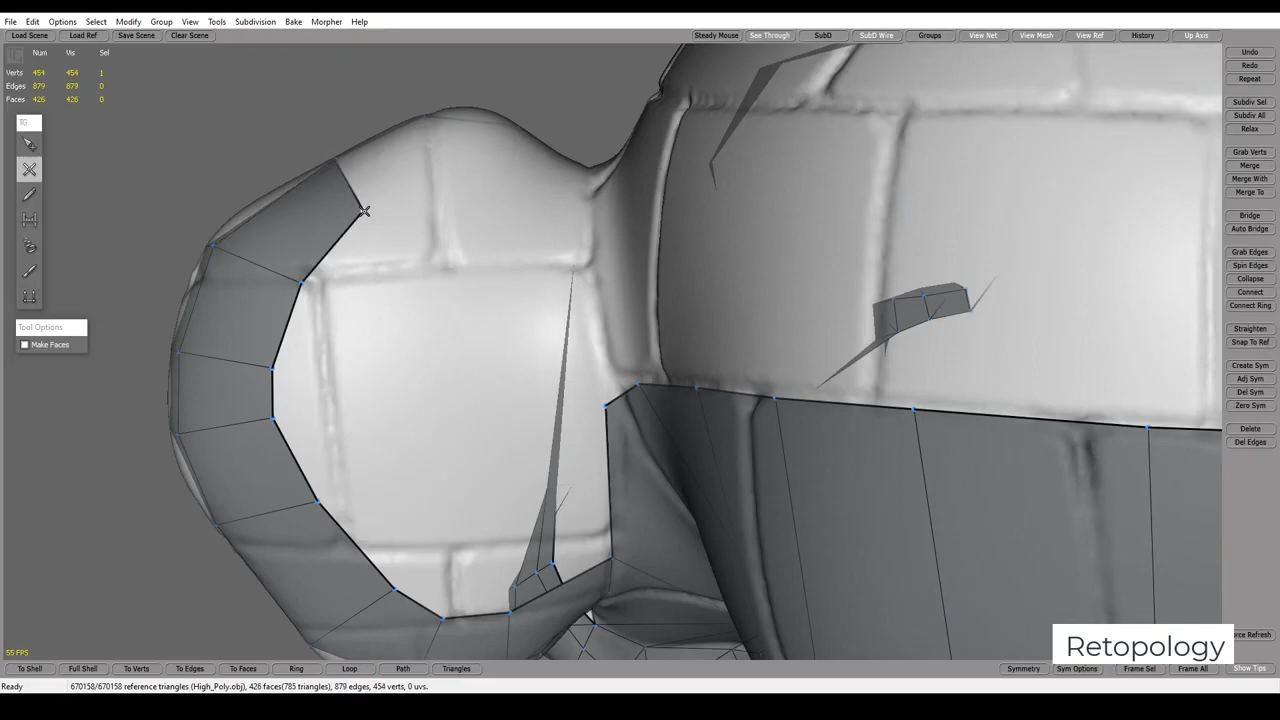 File Edit Options Select Modify Group View Tools Subdivision Bake Morpher Help
Load Scene Load Ref Save Scene Clear Scene Steady Mouse See Through SubD SubD Wire Groups View Net View Mesh View Ref History Up Axis
Num Vis Sel
Verts 454 454 1
Edges 879 879 0
Faces 426 426 0
TG
Tool Options
Make Faces
Undo
Redo
Repeat
Subdiv Sel
Subdiv All
Relax
Grab Verts
Merge
Merge With
Merge To
Bridge
Auto Bridge
Grab Edges
Spin Edges
Collapse
Connect
Connect Ring
Straighten
Snap To Ref
Create Sym
Adj Sym
Del Sym
Zero Sym
Delete
Del Edges
Retopology
Refresh
55 FPS
To Shell Full Shell To Verts To Edges To Faces Ring Loop Path Triangles Symmetry Sym Options Frame Sel Frame All Show Tips
Ready 670158/670158 reference triangles (High_Poly.obj), 426 faces(785 triangles), 879 edges, 454 verts, 0 uvs.